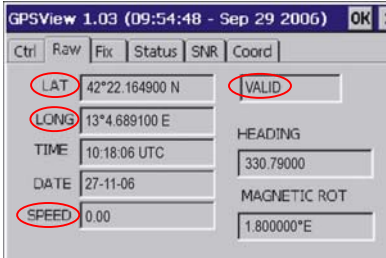 GPSView 1.03 (09:54:48 - Sep 29 2006) OK
Ctrl Raw Fix Status SNR Coord
LAT 42°22.164900 N VALID
LONG 13°4.689100 E
HEADING
TIME 10:18:06 UTC
330.79000
DATE 27-11-06
MAGNETIC ROT
SPEED 0.00
1.800000°E